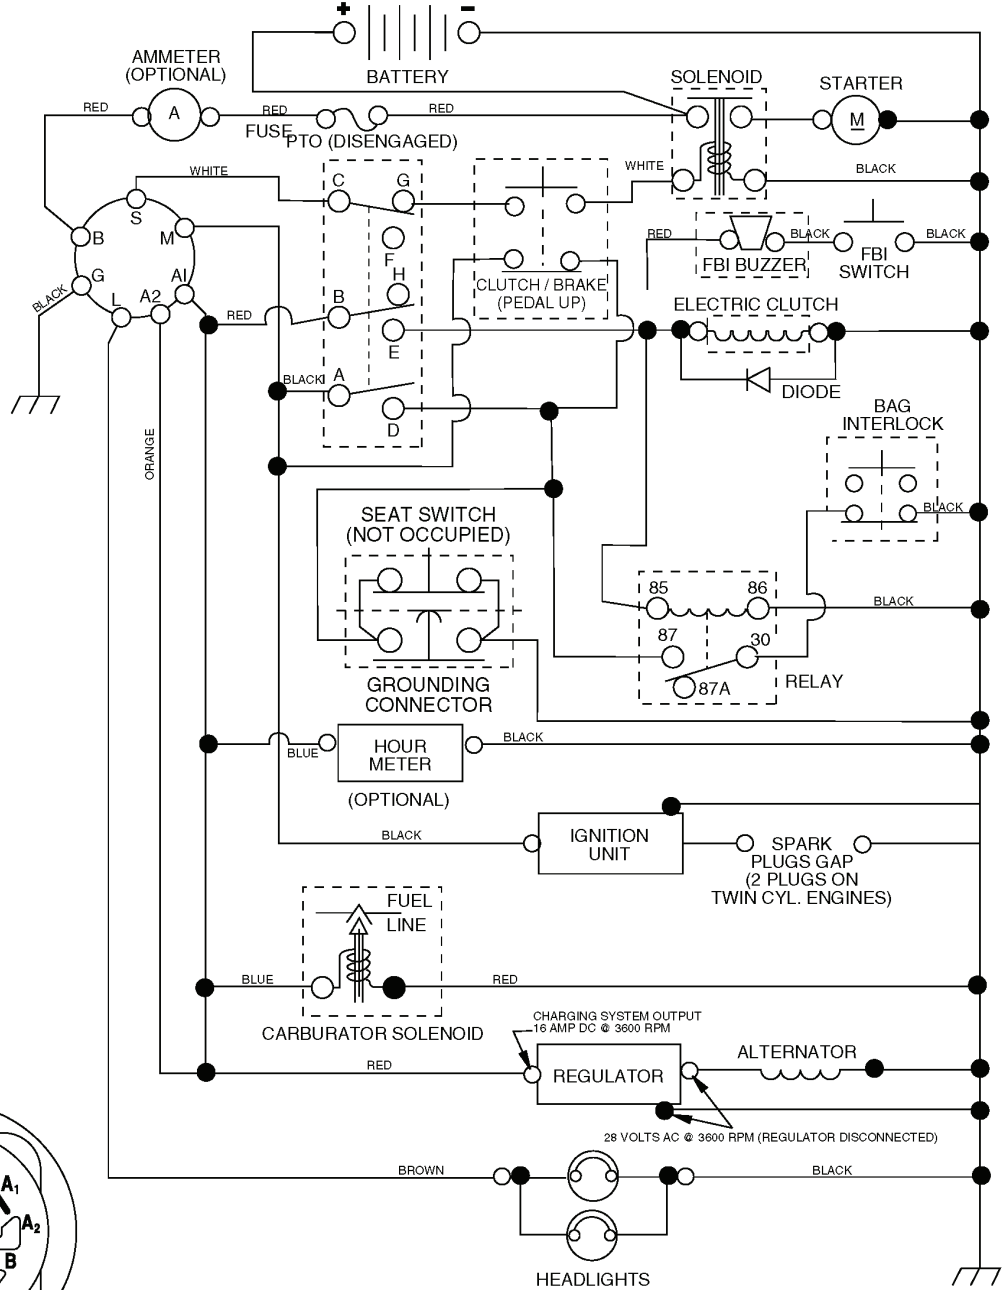 + −
BATTERY
AMMETER
(OPTIONAL)
SOLENOID
STARTER
RED
A
RED
RED
FUSE
PTO (DISENGAGED)
M
WHITE
WHITE
BLACK
C
G
S
B
M
F
H
RED
FBI BUZZER
BLACK
FBI
SWITCH
BLACK
CLUTCH / BRAKE
(PEDAL UP)
G
A2
AI
L
BLACK
RED
B
E
ELECTRIC CLUTCH
DIODE
BLACK
A
D
BAG
INTERLOCK
ORANGE
BLACK
SEAT SWITCH
(NOT OCCUPIED)
85
86
BLACK
87
30
87A
RELAY
GROUNDING
CONNECTOR
BLUE
HOUR
METER
BLACK
(OPTIONAL)
BLACK
IGNITION
UNIT
SPARK
PLUGS GAP
(2 PLUGS ON
TWIN CYL. ENGINES)
FUEL
LINE
BLUE
RED
CARBURATOR SOLENOID
CHARGING SYSTEM OUTPUT
16 AMP DC @ 3600 RPM
RED
REGULATOR
ALTERNATOR
28 VOLTS AC @ 3600 RPM (REGULATOR DISCONNECTED)
BROWN
BLACK
HEADLIGHTS
A1
A2
B